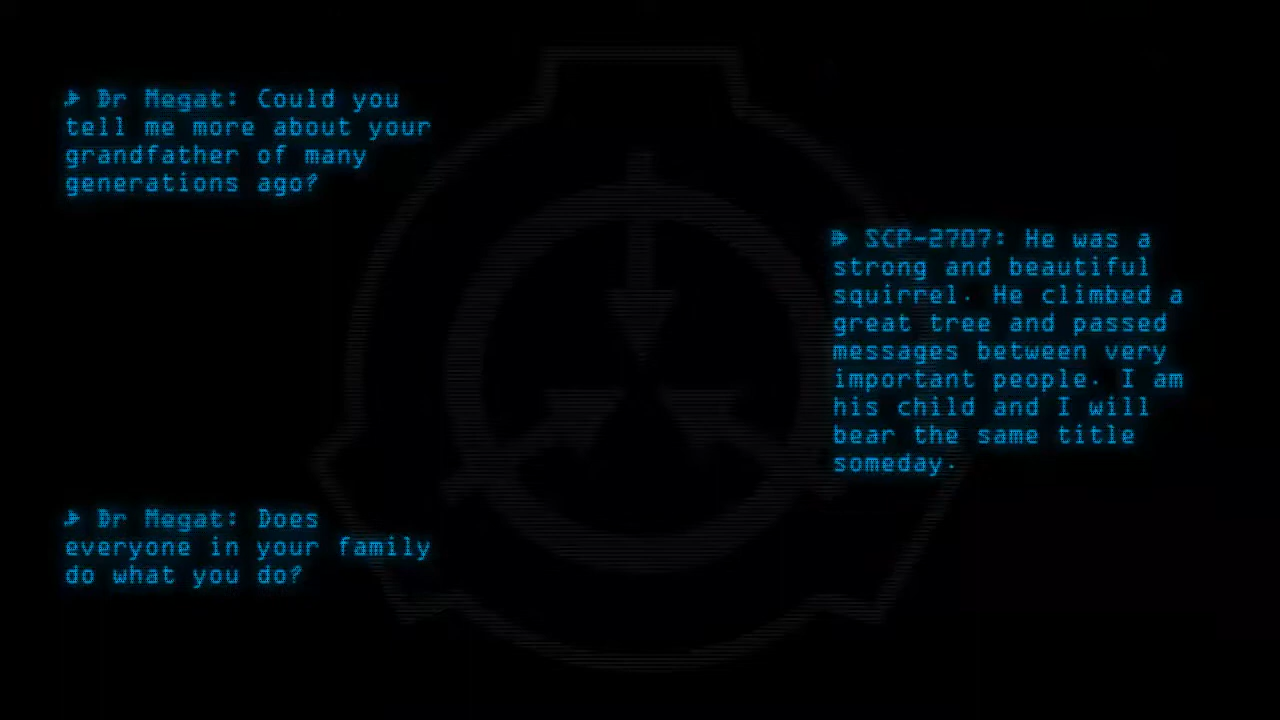 > Dr Megat: Could you
tell me more about your
grandfather of many
generations ago?
> SCP-2707: He was a
strong and beautiful
squirrel. He climbed a
great tree and passed
messages between very
important people. I am
his child and I will
bear the same title
someday.
> Dr Megat: Does
everyone in your family
do what you do?